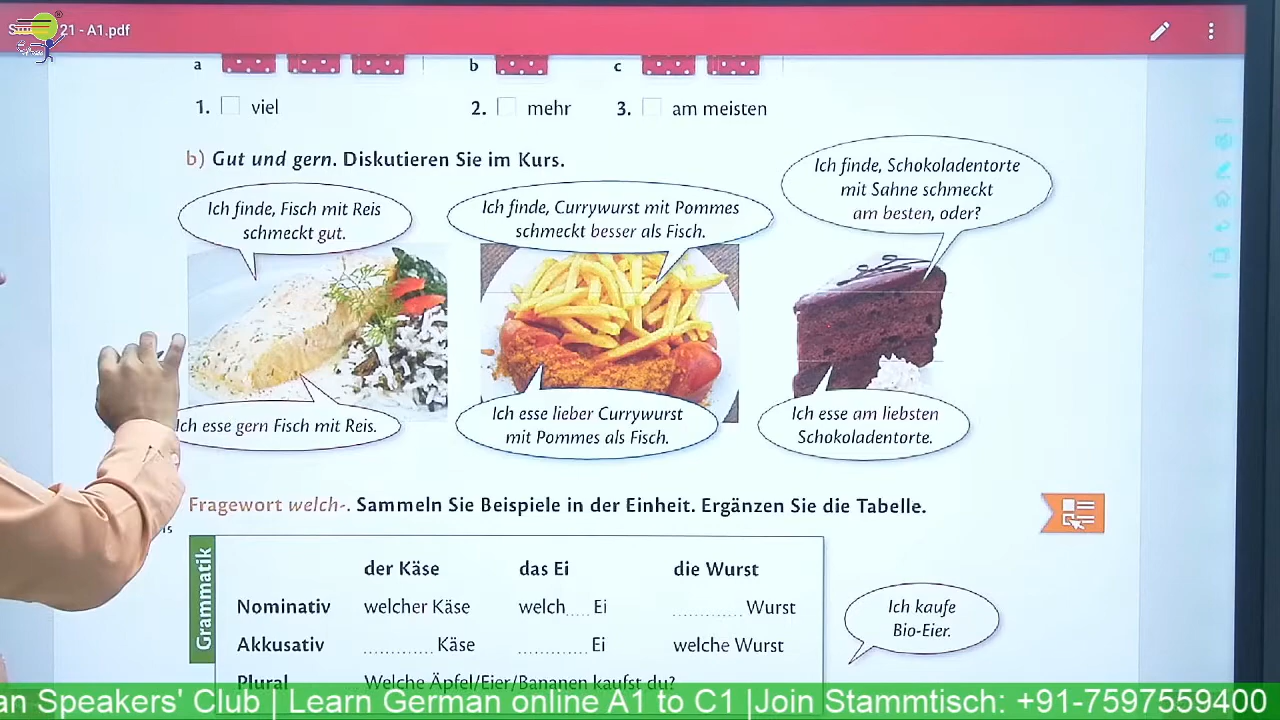 21 - A1.pdf
a b c
1. viel 2. mehr 3. am meisten
b) Gut und gern. Diskutieren Sie im Kurs.
Ich finde, Fisch mit Reis
schmeckt gut.
Ich finde, Currywurst mit Pommes
schmeckt besser als Fisch.
Ich finde, Schokoladentorte
mit Sahne schmeckt
am besten, oder?
Ich esse gern Fisch mit Reis.
Ich esse lieber Currywurst
mit Pommes als Fisch.
Ich esse am liebsten
Schokoladentorte.
Fragewort welch-. Sammeln Sie Beispiele in der Einheit. Ergänzen Sie die Tabelle.
Grammatik
der Käse das Ei die Wurst
Nominativ welcher Käse welch.... Ei ............ Wurst
Akkusativ ............ Käse ............ Ei welche Wurst
Plural Welche Äpfel/Eier/Bananen kaufst du?
Ich kaufe
Bio-Eier.
an Speakers' Club | Learn German online A1 to C1 |Join Stammtisch: +91-7597559400